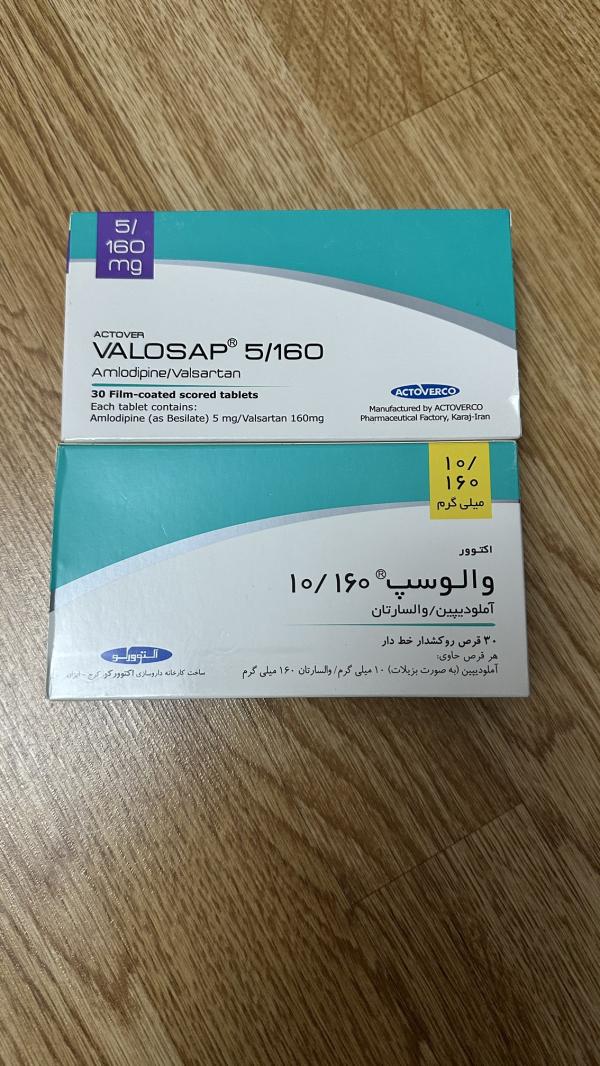 5/
160
mg
ACTOVER
VALOSAP® 5/160
Amlodipine/Valsartan
30 Film-coated scored tablets
Each tablet contains:
Amlodipine (as Besilate) 5 mg/Valsartan 160mg
ACTOVERCO
Manufactured by ACTOVERCO
Pharmaceutical Factory, Karaj-Iran
۱۰/
۱۶۰
میلی گرم
اکتوور
والوسپ® ۱۰/۱۶۰
آملودیپین/والسارتان
۳۰ قرص روکشدار خط دار
هر قرص حاوی:
آملودیپین (به صورت بزیلات) ۱۰ میلی گرم/والسارتان ۱۶۰ میلی گرم
اکتوورکو
ساخت کارخانه داروسازی اکتوورکو، کرج - ایران